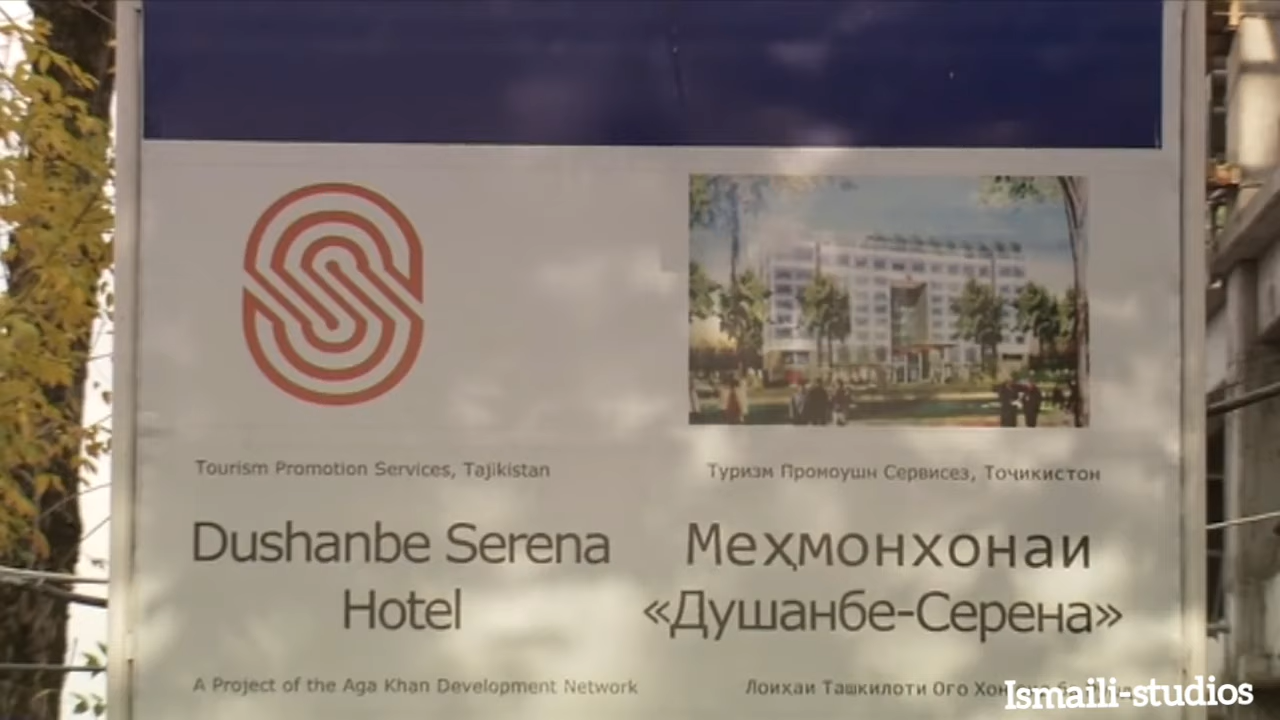 Tourism Promotion Services, Tajikistan
Туризм Промоушн Сервисез, Тоҷикистон
Dushanbe Serena
Hotel
Меҳмонхонаи
«Душанбе-Серена»
A Project of the Aga Khan Development Network
Лоихаи Ташкилоти Ого
Ismaili-studios